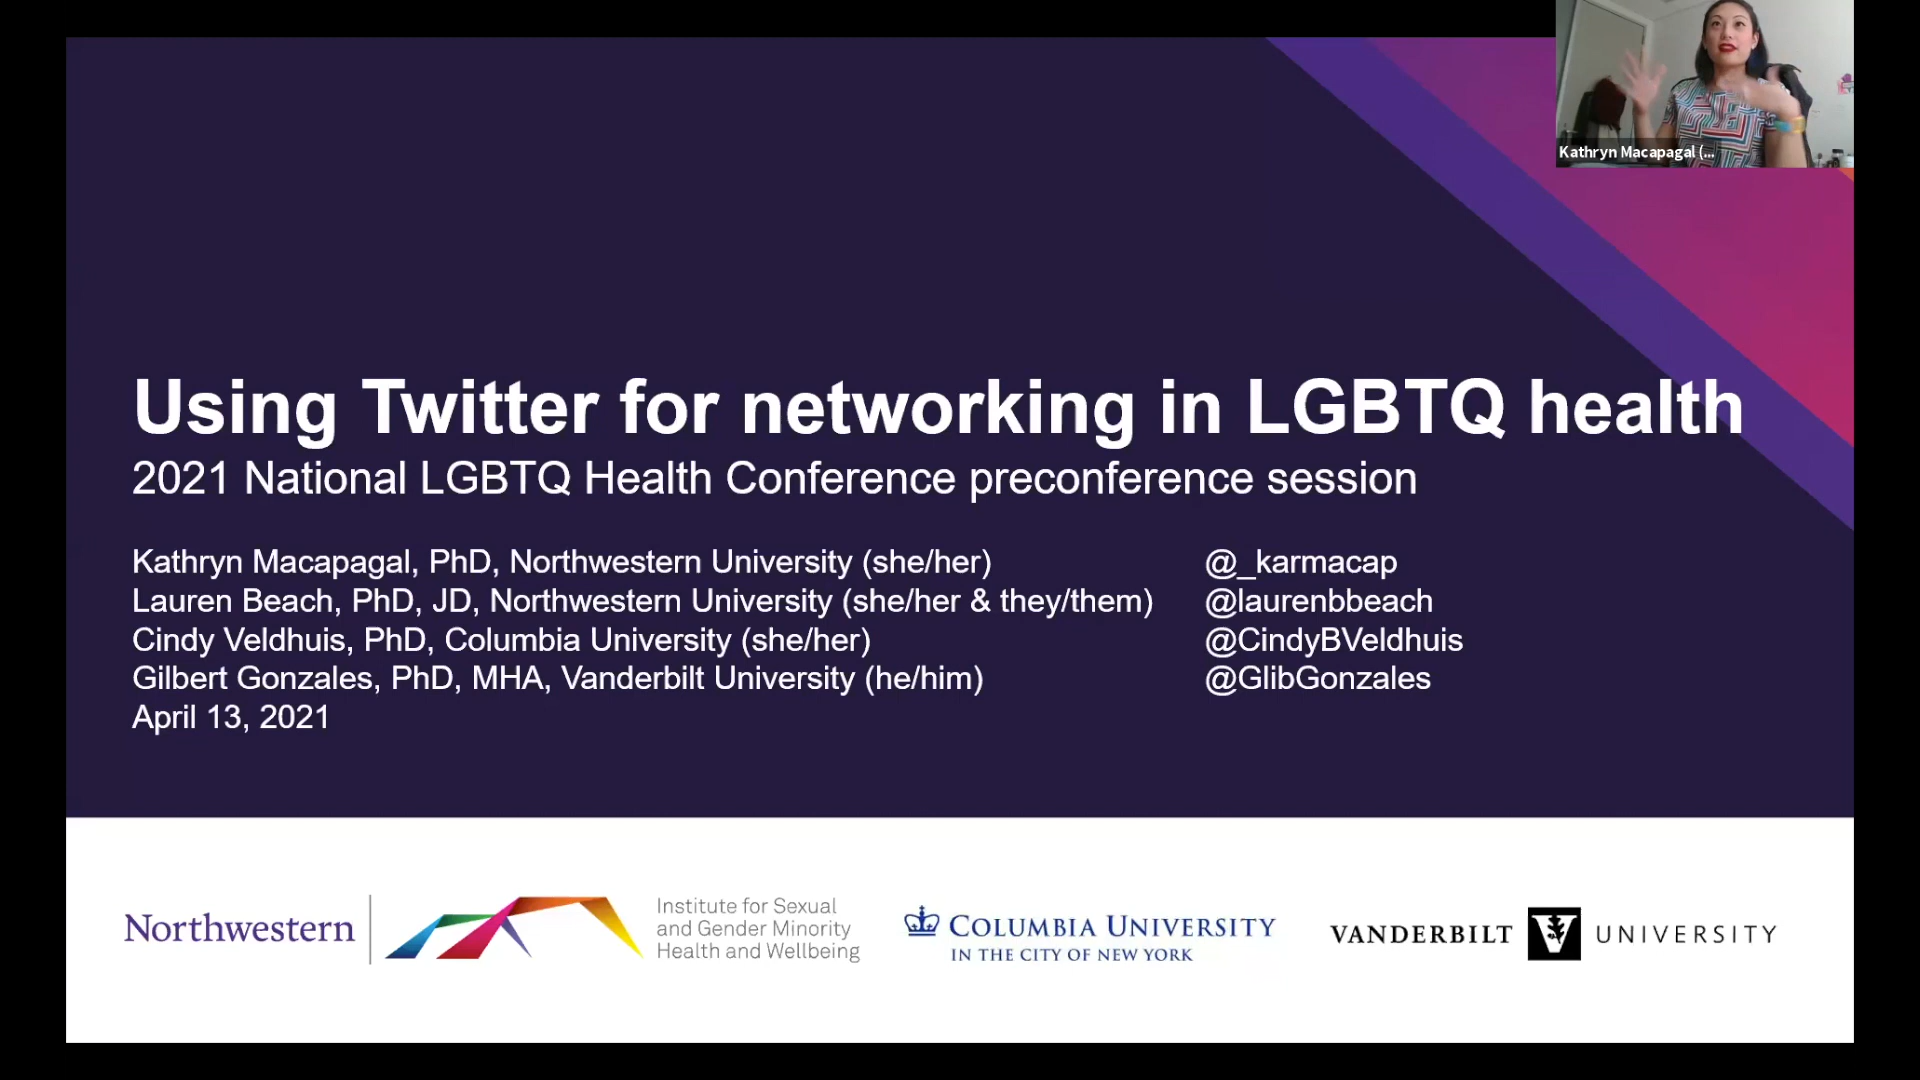 Kathryn Macapagal (...
Using Twitter for networking in LGBTQ health
2021 National LGBTQ Health Conference preconference session
Kathryn Macapagal, PhD, Northwestern University (she/her) @_karmacap
Lauren Beach, PhD, JD, Northwestern University (she/her & they/them) @laurenbbeach
Cindy Veldhuis, PhD, Columbia University (she/her) @CindyBVeldhuis
Gilbert Gonzales, PhD, MHA, Vanderbilt University (he/him) @GlibGonzales
April 13, 2021
Northwestern
Institute for Sexual
and Gender Minority
Health and Wellbeing
COLUMBIA UNIVERSITY
IN THE CITY OF NEW YORK
VANDERBILT V UNIVERSITY